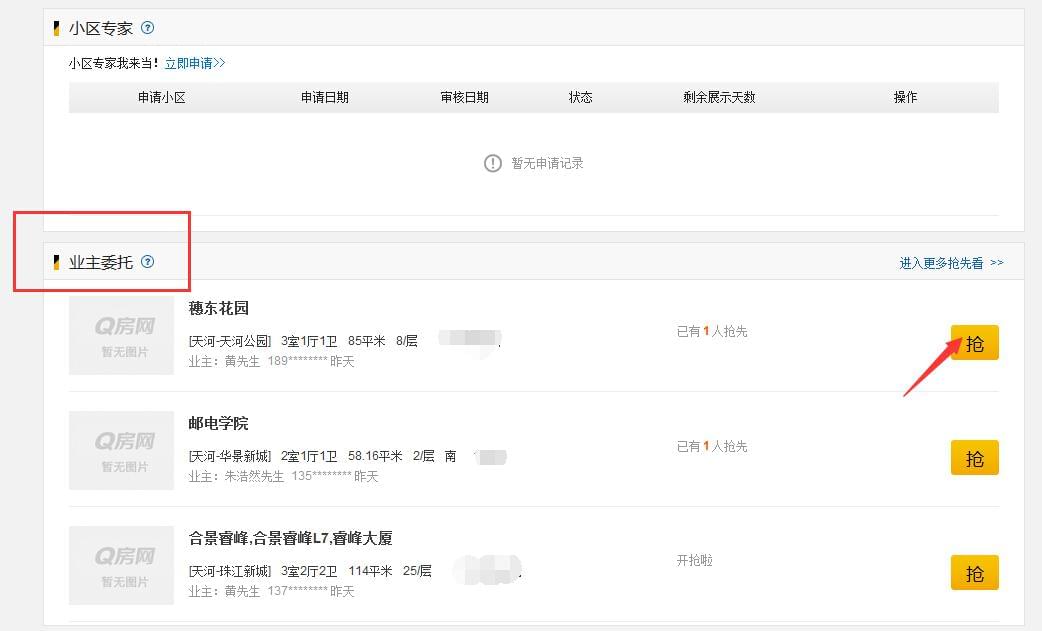 小区专家 ?
小区专家我来当！立即申请>>
申请小区 申请日期 审核日期 状态 剩余展示天数 操作
! 暂无申请记录
业主委托 ?
进入更多抢先看 >>
Q房网
暂无图片
穗东花园
[天河-天河公园] 3室1厅1卫 85平米 8/层
业主：黄先生 189********昨天
已有1人抢先
抢
Q房网
暂无图片
邮电学院
[天河-华景新城] 2室1厅1卫 58.16平米 2/层 南
业主：朱浩然先生 135********昨天
已有1人抢先
抢
Q房网
暂无图片
合景睿峰,合景睿峰L7,睿峰大厦
[天河-珠江新城] 3室2厅2卫 114平米 25/层
业主：黄先生 137********昨天
开抢啦
抢